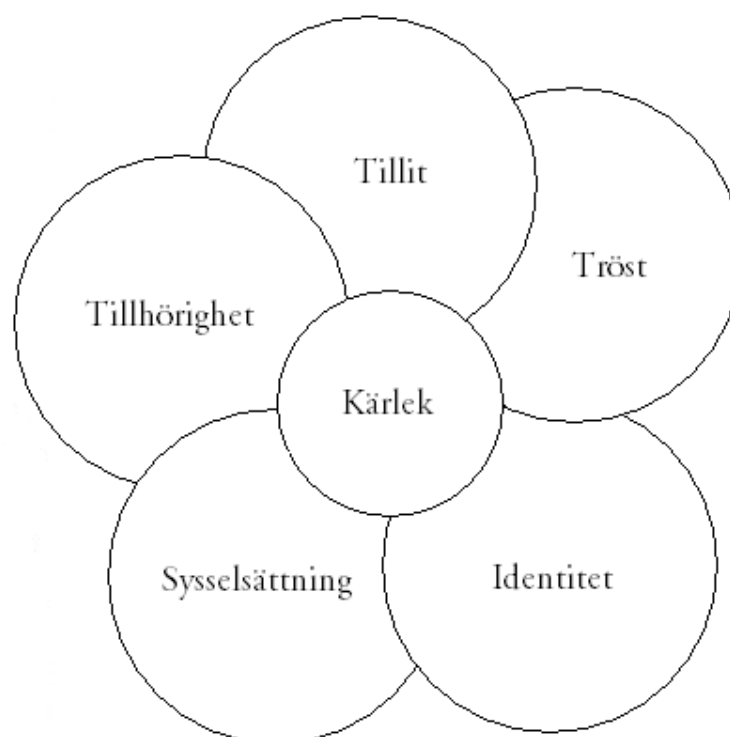 Tillit
Tröst
Tillhörighet
Kärlek
Sysselsättning
Identitet